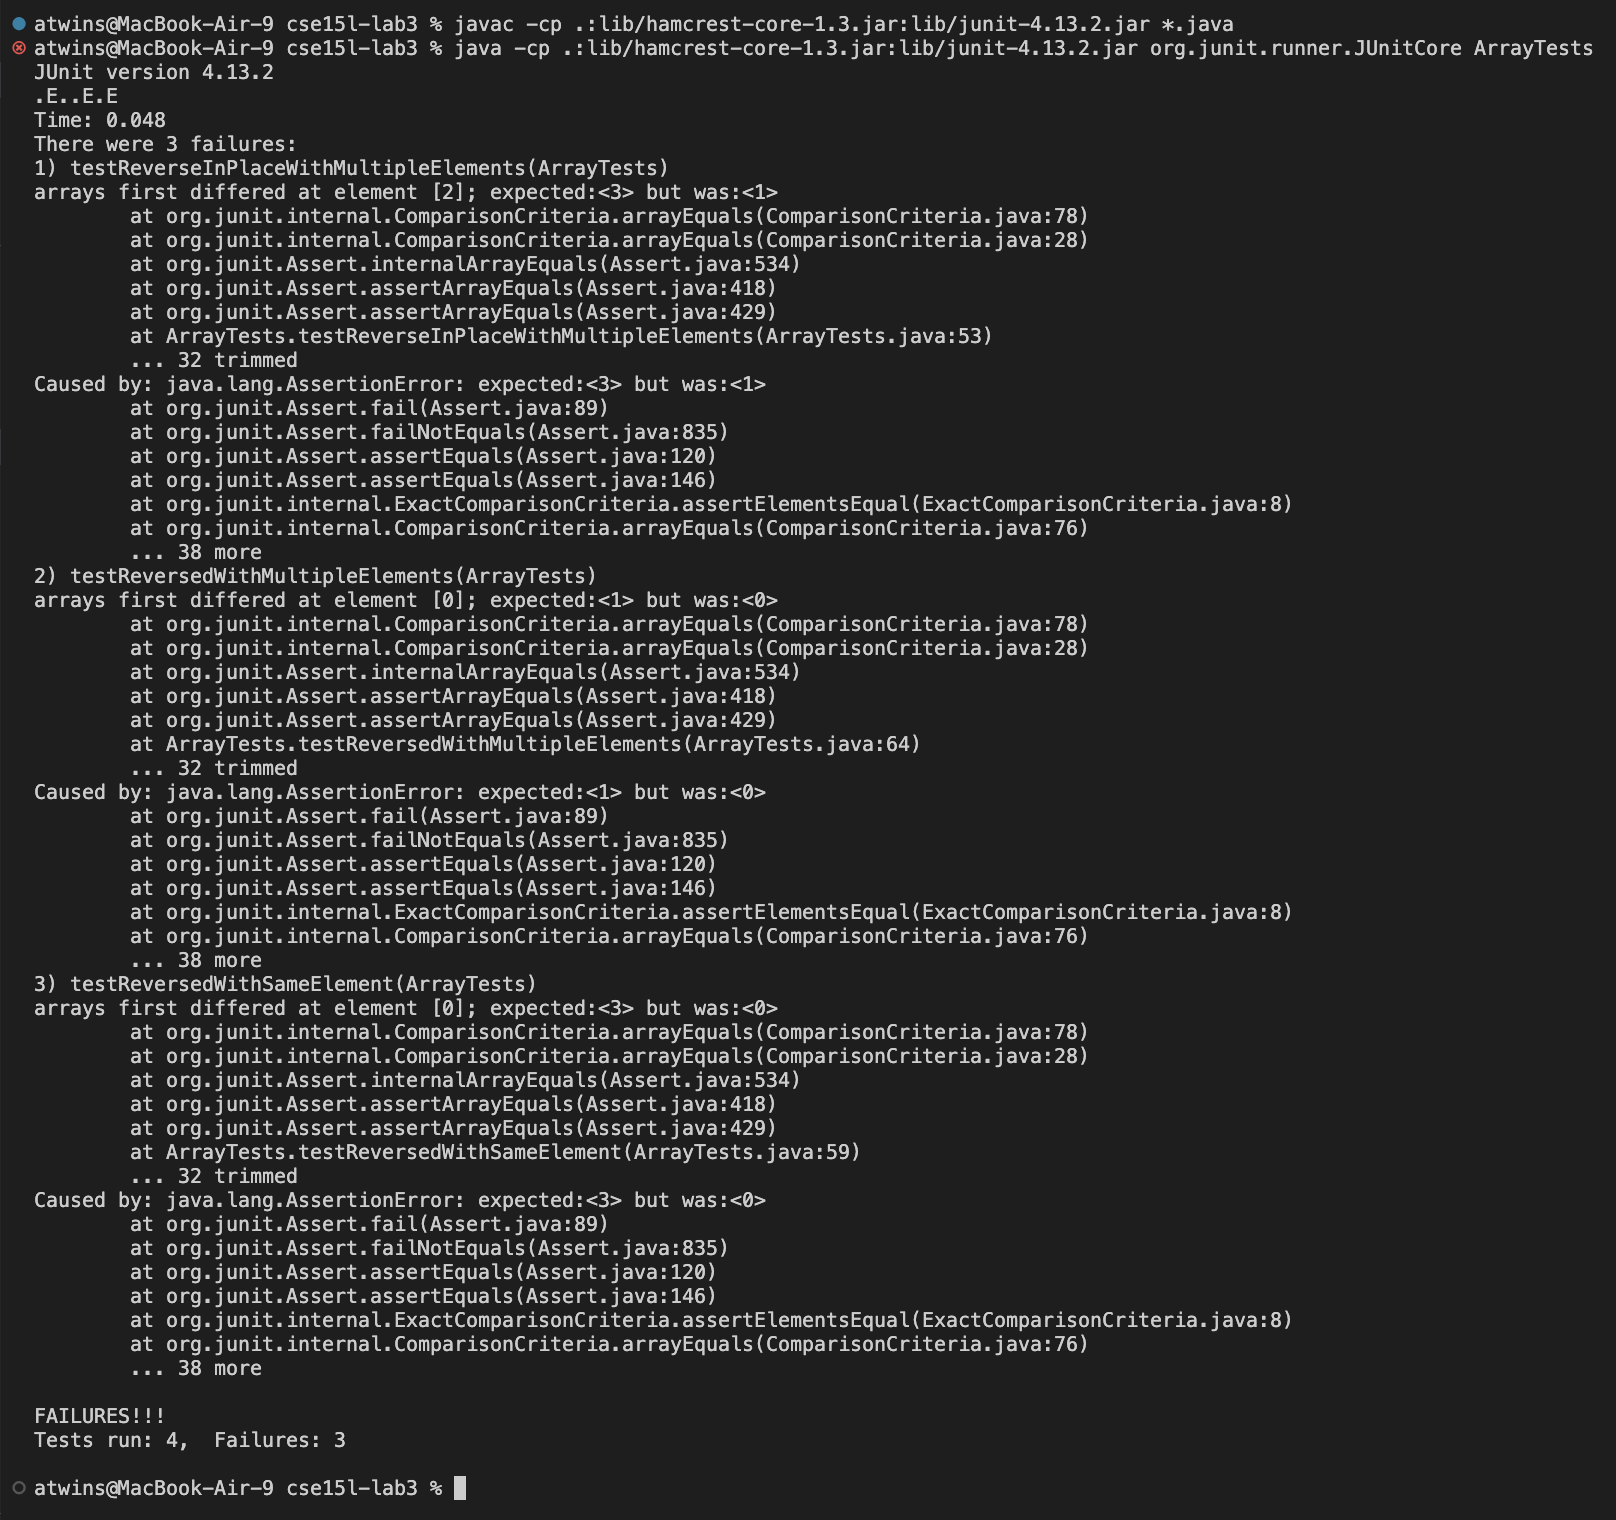 atwins@MacBook-Air-9 cse15l-lab3 % javac -cp .:lib/hamcrest-core-1.3.jar:lib/junit-4.13.2.jar *.java
atwins@MacBook-Air-9 cse15l-lab3 % java -cp .:lib/hamcrest-core-1.3.jar:lib/junit-4.13.2.jar org.junit.runner.JUnitCore ArrayTests
JUnit version 4.13.2
.E..E.E
Time: 0.048
There were 3 failures:
1) testReverseInPlaceWithMultipleElements(ArrayTests)
arrays first differed at element [2]; expected:<3> but was:<1>
        at org.junit.internal.ComparisonCriteria.arrayEquals(ComparisonCriteria.java:78)
        at org.junit.internal.ComparisonCriteria.arrayEquals(ComparisonCriteria.java:28)
        at org.junit.Assert.internalArrayEquals(Assert.java:534)
        at org.junit.Assert.assertArrayEquals(Assert.java:418)
        at org.junit.Assert.assertArrayEquals(Assert.java:429)
        at ArrayTests.testReverseInPlaceWithMultipleElements(ArrayTests.java:53)
        ... 32 trimmed
Caused by: java.lang.AssertionError: expected:<3> but was:<1>
        at org.junit.Assert.fail(Assert.java:89)
        at org.junit.Assert.failNotEquals(Assert.java:835)
        at org.junit.Assert.assertEquals(Assert.java:120)
        at org.junit.Assert.assertEquals(Assert.java:146)
        at org.junit.internal.ExactComparisonCriteria.assertElementsEqual(ExactComparisonCriteria.java:8)
        at org.junit.internal.ComparisonCriteria.arrayEquals(ComparisonCriteria.java:76)
        ... 38 more
2) testReversedWithMultipleElements(ArrayTests)
arrays first differed at element [0]; expected:<1> but was:<0>
        at org.junit.internal.ComparisonCriteria.arrayEquals(ComparisonCriteria.java:78)
        at org.junit.internal.ComparisonCriteria.arrayEquals(ComparisonCriteria.java:28)
        at org.junit.Assert.internalArrayEquals(Assert.java:534)
        at org.junit.Assert.assertArrayEquals(Assert.java:418)
        at org.junit.Assert.assertArrayEquals(Assert.java:429)
        at ArrayTests.testReversedWithMultipleElements(ArrayTests.java:64)
        ... 32 trimmed
Caused by: java.lang.AssertionError: expected:<1> but was:<0>
        at org.junit.Assert.fail(Assert.java:89)
        at org.junit.Assert.failNotEquals(Assert.java:835)
        at org.junit.Assert.assertEquals(Assert.java:120)
        at org.junit.Assert.assertEquals(Assert.java:146)
        at org.junit.internal.ExactComparisonCriteria.assertElementsEqual(ExactComparisonCriteria.java:8)
        at org.junit.internal.ComparisonCriteria.arrayEquals(ComparisonCriteria.java:76)
        ... 38 more
3) testReversedWithSameElement(ArrayTests)
arrays first differed at element [0]; expected:<3> but was:<0>
        at org.junit.internal.ComparisonCriteria.arrayEquals(ComparisonCriteria.java:78)
        at org.junit.internal.ComparisonCriteria.arrayEquals(ComparisonCriteria.java:28)
        at org.junit.Assert.internalArrayEquals(Assert.java:534)
        at org.junit.Assert.assertArrayEquals(Assert.java:418)
        at org.junit.Assert.assertArrayEquals(Assert.java:429)
        at ArrayTests.testReversedWithSameElement(ArrayTests.java:59)
        ... 32 trimmed
Caused by: java.lang.AssertionError: expected:<3> but was:<0>
        at org.junit.Assert.fail(Assert.java:89)
        at org.junit.Assert.failNotEquals(Assert.java:835)
        at org.junit.Assert.assertEquals(Assert.java:120)
        at org.junit.Assert.assertEquals(Assert.java:146)
        at org.junit.internal.ExactComparisonCriteria.assertElementsEqual(ExactComparisonCriteria.java:8)
        at org.junit.internal.ComparisonCriteria.arrayEquals(ComparisonCriteria.java:76)
        ... 38 more

FAILURES!!!
Tests run: 4,  Failures: 3

atwins@MacBook-Air-9 cse15l-lab3 %